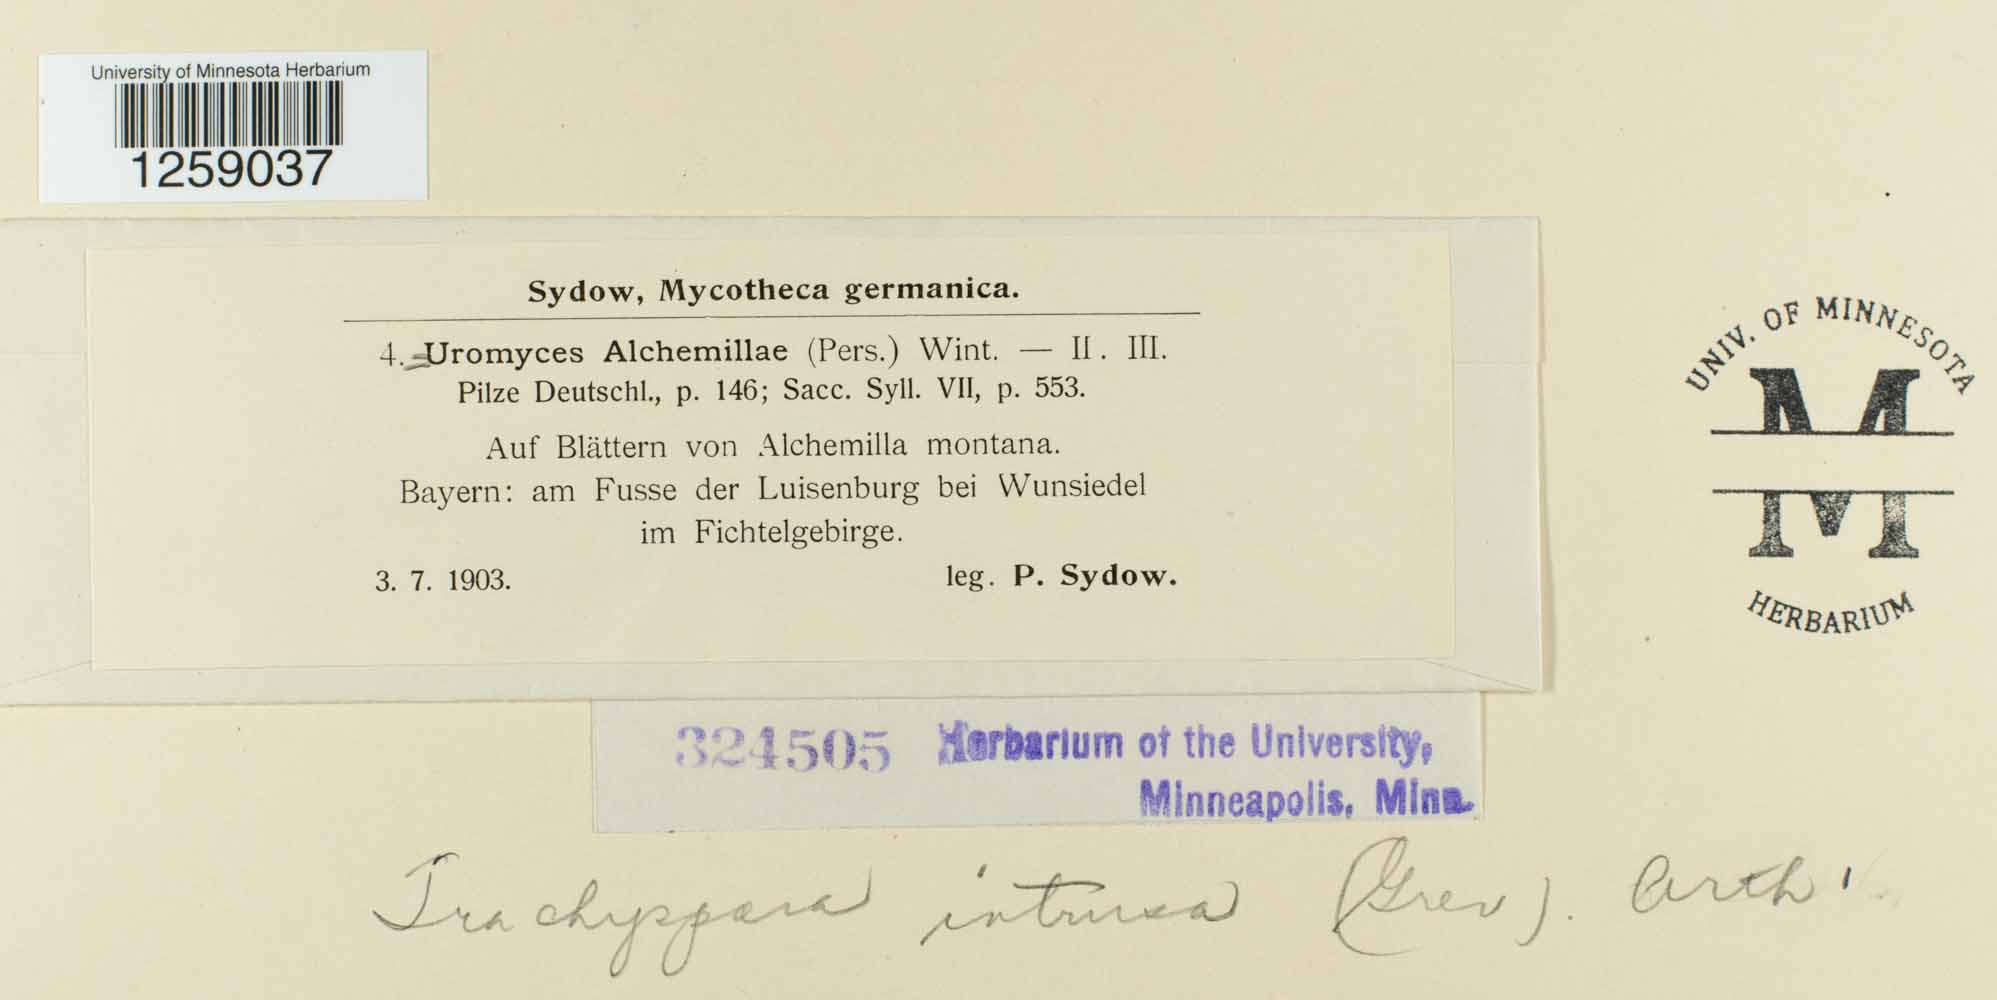 University of Minnesota Herbarium
1259037
Sydow, Mycotheca germanica.
4. Uromyces Alchemillae (Pers.) Wint. — II. III.
Pilze Deutschl., p. 146; Sacc. Syll. VII, p. 553.
Auf Blättern von Alchemilla montana.
Bayern: am Fusse der Luisenburg bei Wunsiedel
im Fichtelgebirge.
3. 7. 1903. leg. P. Sydow.
UNIV. OF MINNESOTA
M
HERBARIUM
324505 Herbarium of the University,
Minneapolis, Minn.
Trachyspora intrusa (Grev). Arth